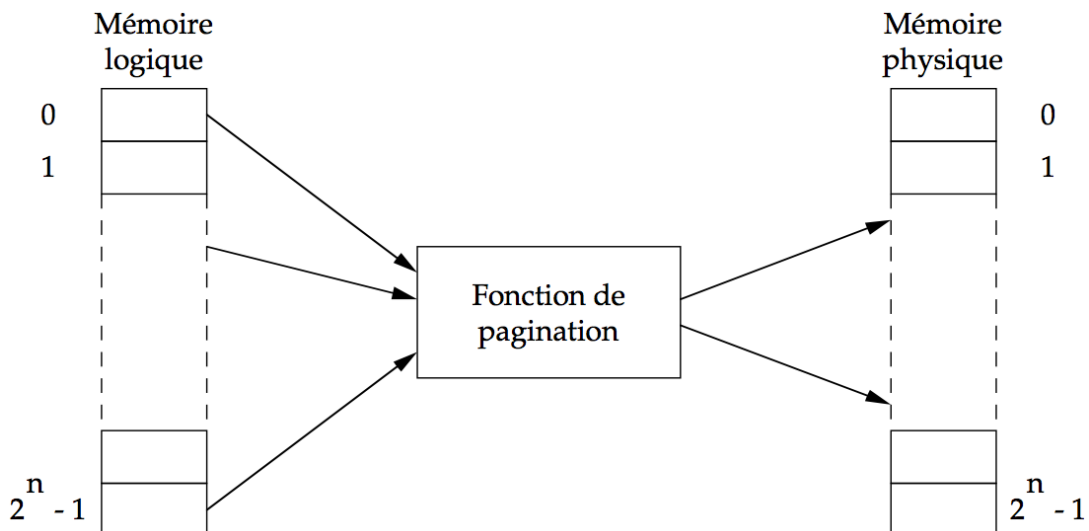 Mémoire
logique
Mémoire
physique
0
0
1
1
Fonction de
pagination
2^n - 1
2^n - 1